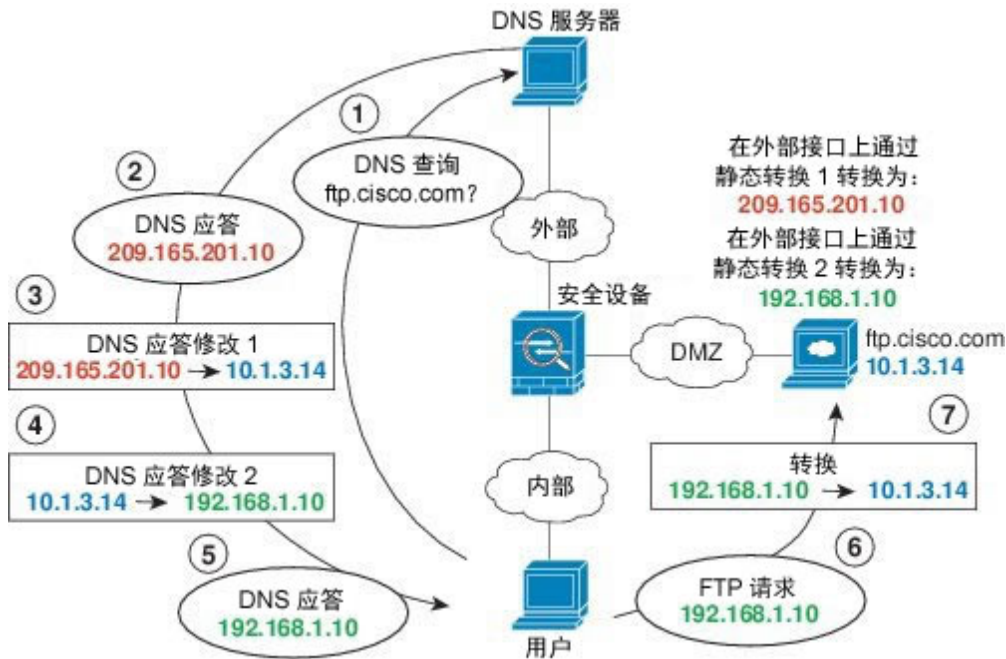 DNS 服务器
①
DNS 查询
ftp.cisco.com?
②
DNS 应答
209.165.201.10
外部
在外部接口上通过
静态转换 1 转换为：
209.165.201.10
在外部接口上通过
静态转换 2 转换为：
192.168.1.10
③
DNS 应答修改 1
209.165.201.10 → 10.1.3.14
安全设备
DMZ
ftp.cisco.com
10.1.3.14
④
DNS 应答修改 2
10.1.3.14 → 192.168.1.10
内部
⑦
转换
192.168.1.10 → 10.1.3.14
⑤
DNS 应答
192.168.1.10
用户
⑥
FTP 请求
192.168.1.10